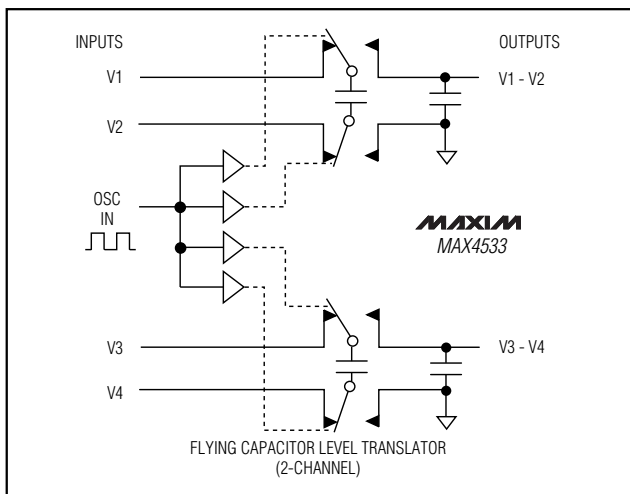 INPUTS
OUTPUTS
V1
V1 - V2
V2
OSC
IN
MAXIM
MAX4533
V3
V3 - V4
V4
FLYING CAPACITOR LEVEL TRANSLATOR
(2-CHANNEL)